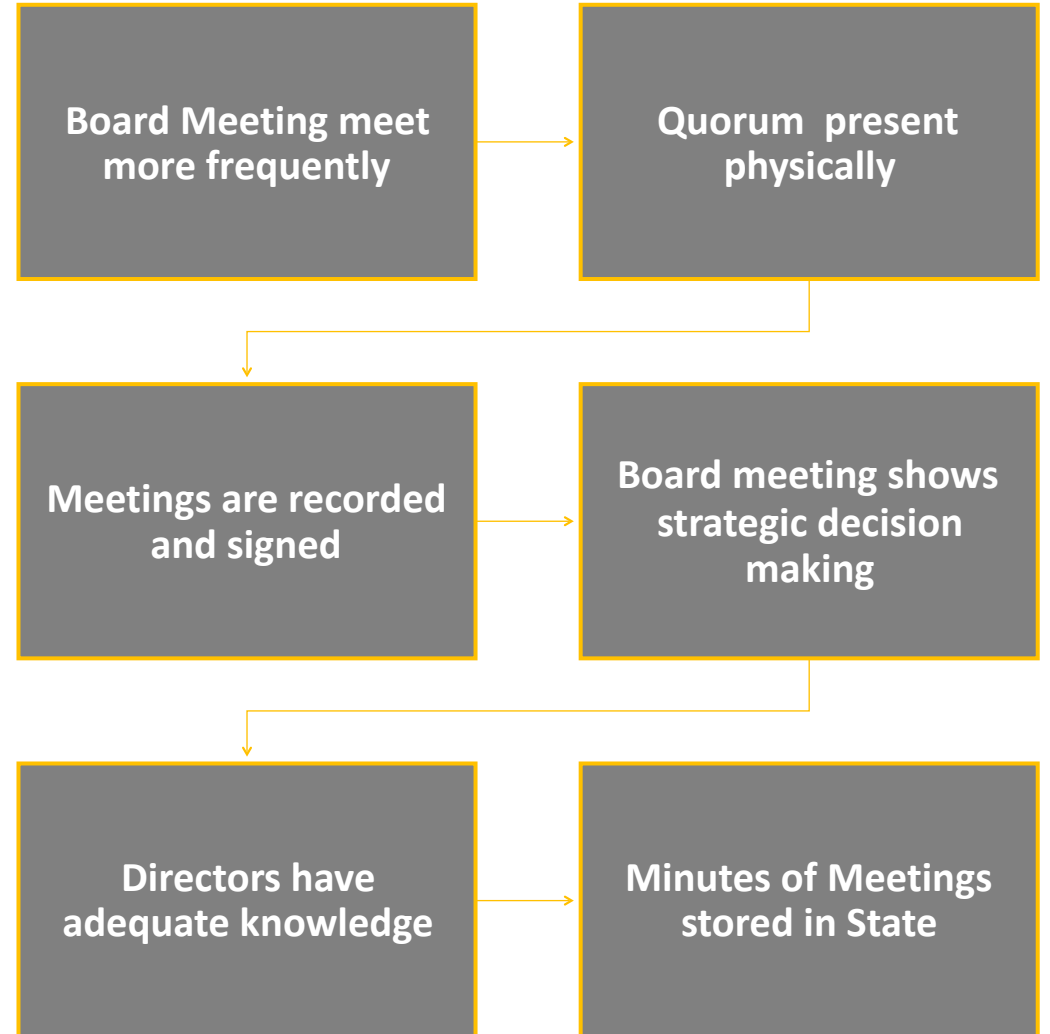 Board Meeting meet
more frequently
Quorum present
physically
Meetings are recorded
and signed
Board meeting shows
strategic decision
making
Directors have
adequate knowledge
Minutes of Meetings
stored in State